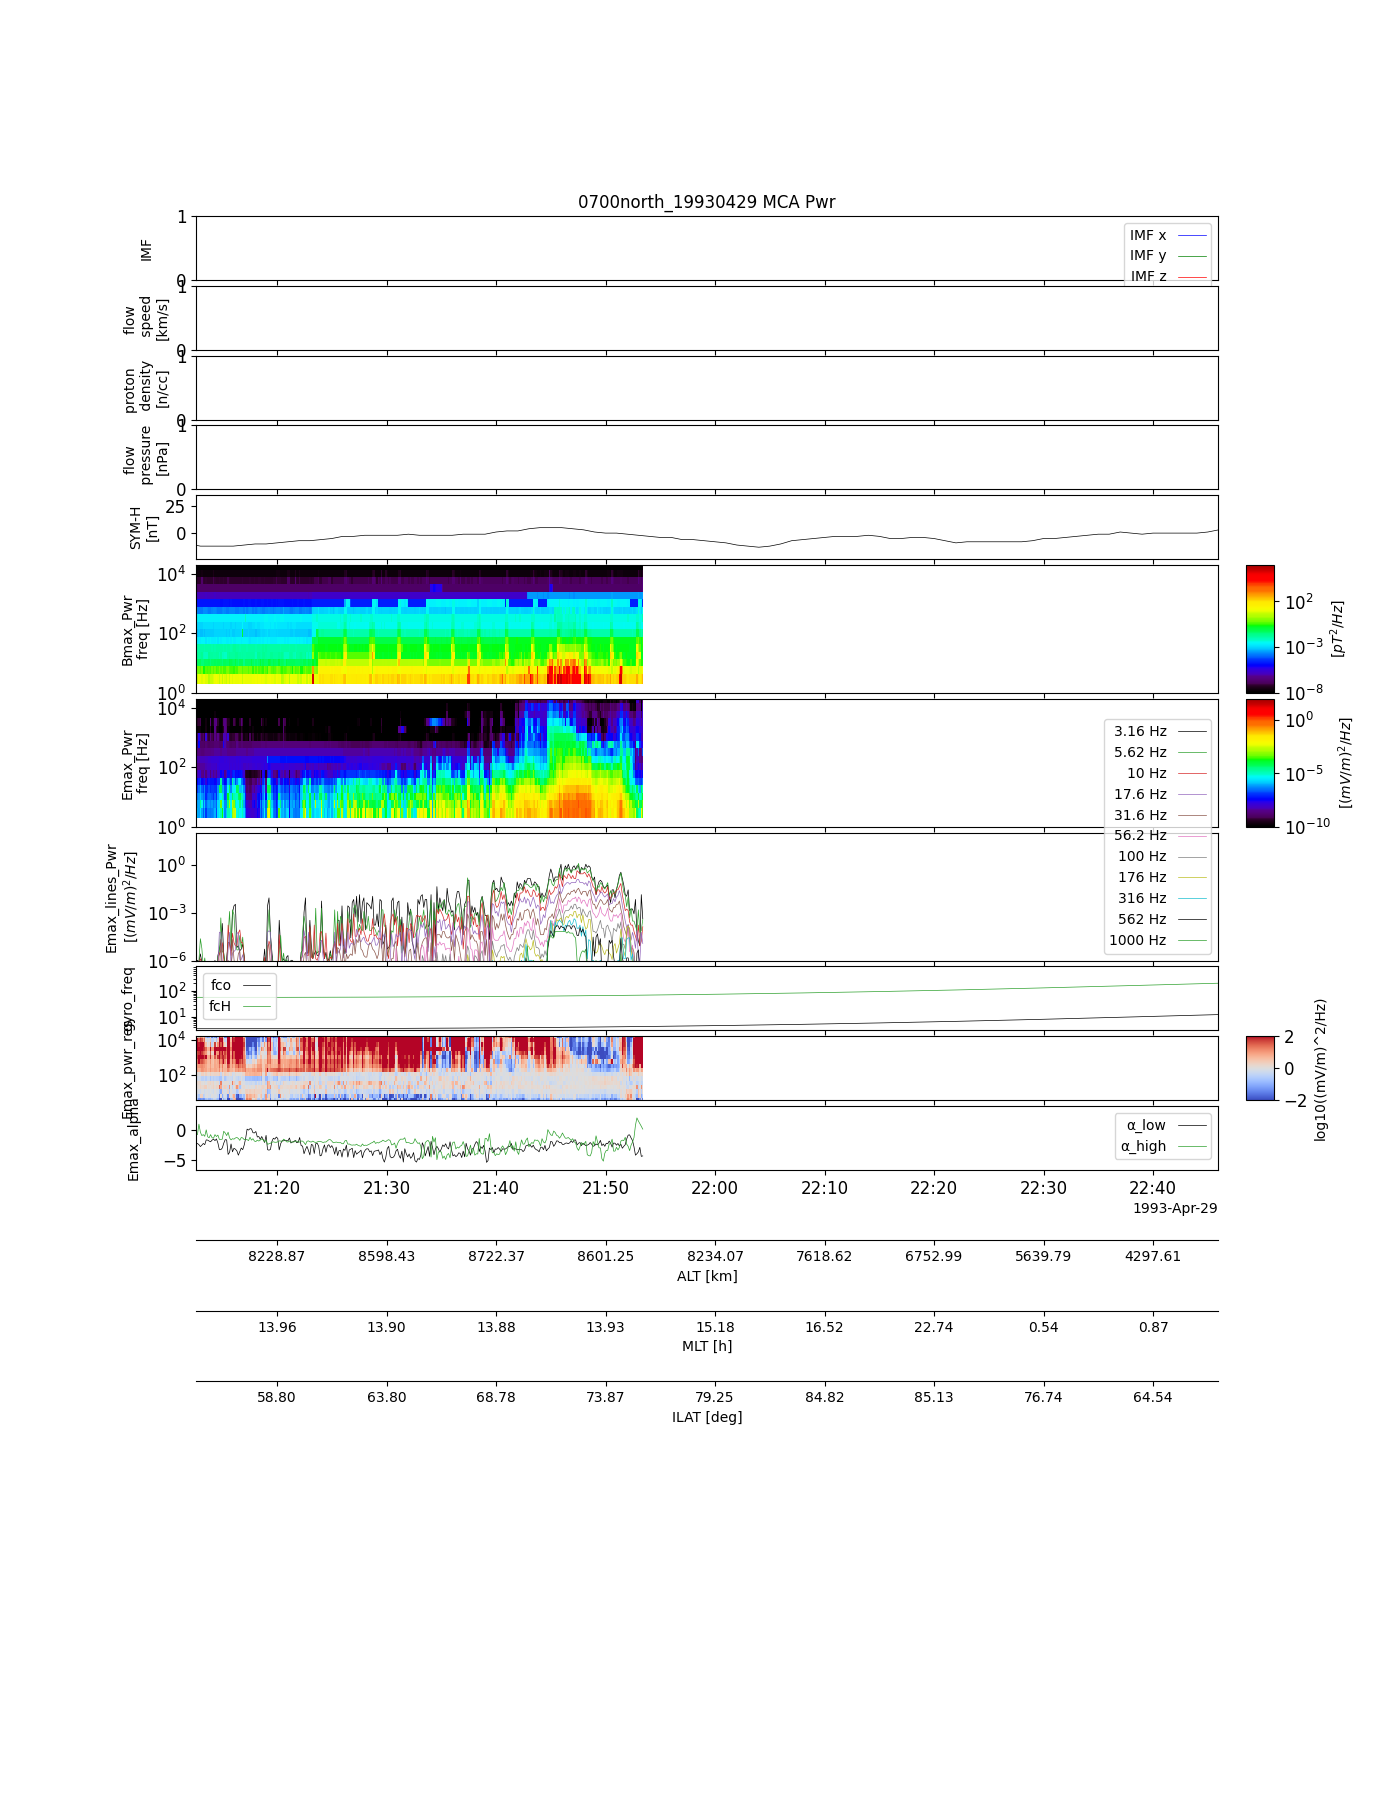 0700north_19930429 MCA Pwr
1
0
IMF
IMF x
IMF y
IMF z
1
0
flow
speed
[km/s]
1
0
proton
density
[n/cc]
1
0
flow
pressure
[nPa]
25
0
SYM-H
[nT]
10^4
10^2
10^0
Bmax_Pwr
freq [Hz]
10^2
10^-3
10^-8
[pT^2/Hz]
10^4
10^2
10^0
Emax_Pwr
freq [Hz]
10^0
10^-5
10^-10
[(mV/m)^2/Hz]
3.16 Hz
5.62 Hz
10 Hz
17.6 Hz
31.6 Hz
56.2 Hz
100 Hz
176 Hz
316 Hz
562 Hz
1000 Hz
10^0
10^-3
10^-6
Emax_lines_Pwr
[(mV/m)^2/Hz]
10^2
10^1
fco
fcH
10^4
10^2
2
0
−2
log10((mV/m)^2/Hz)
0
−5
Emax_alpha
α_low
α_high
21:20 21:30 21:40 21:50 22:00 22:10 22:20 22:30 22:40
1993-Apr-29
8228.87 8598.43 8722.37 8601.25 8234.07 7618.62 6752.99 5639.79 4297.61
ALT [km]
13.96 13.90 13.88 13.93 15.18 16.52 22.74 0.54 0.87
MLT [h]
58.80 63.80 68.78 73.87 79.25 84.82 85.13 76.74 64.54
ILAT [deg]